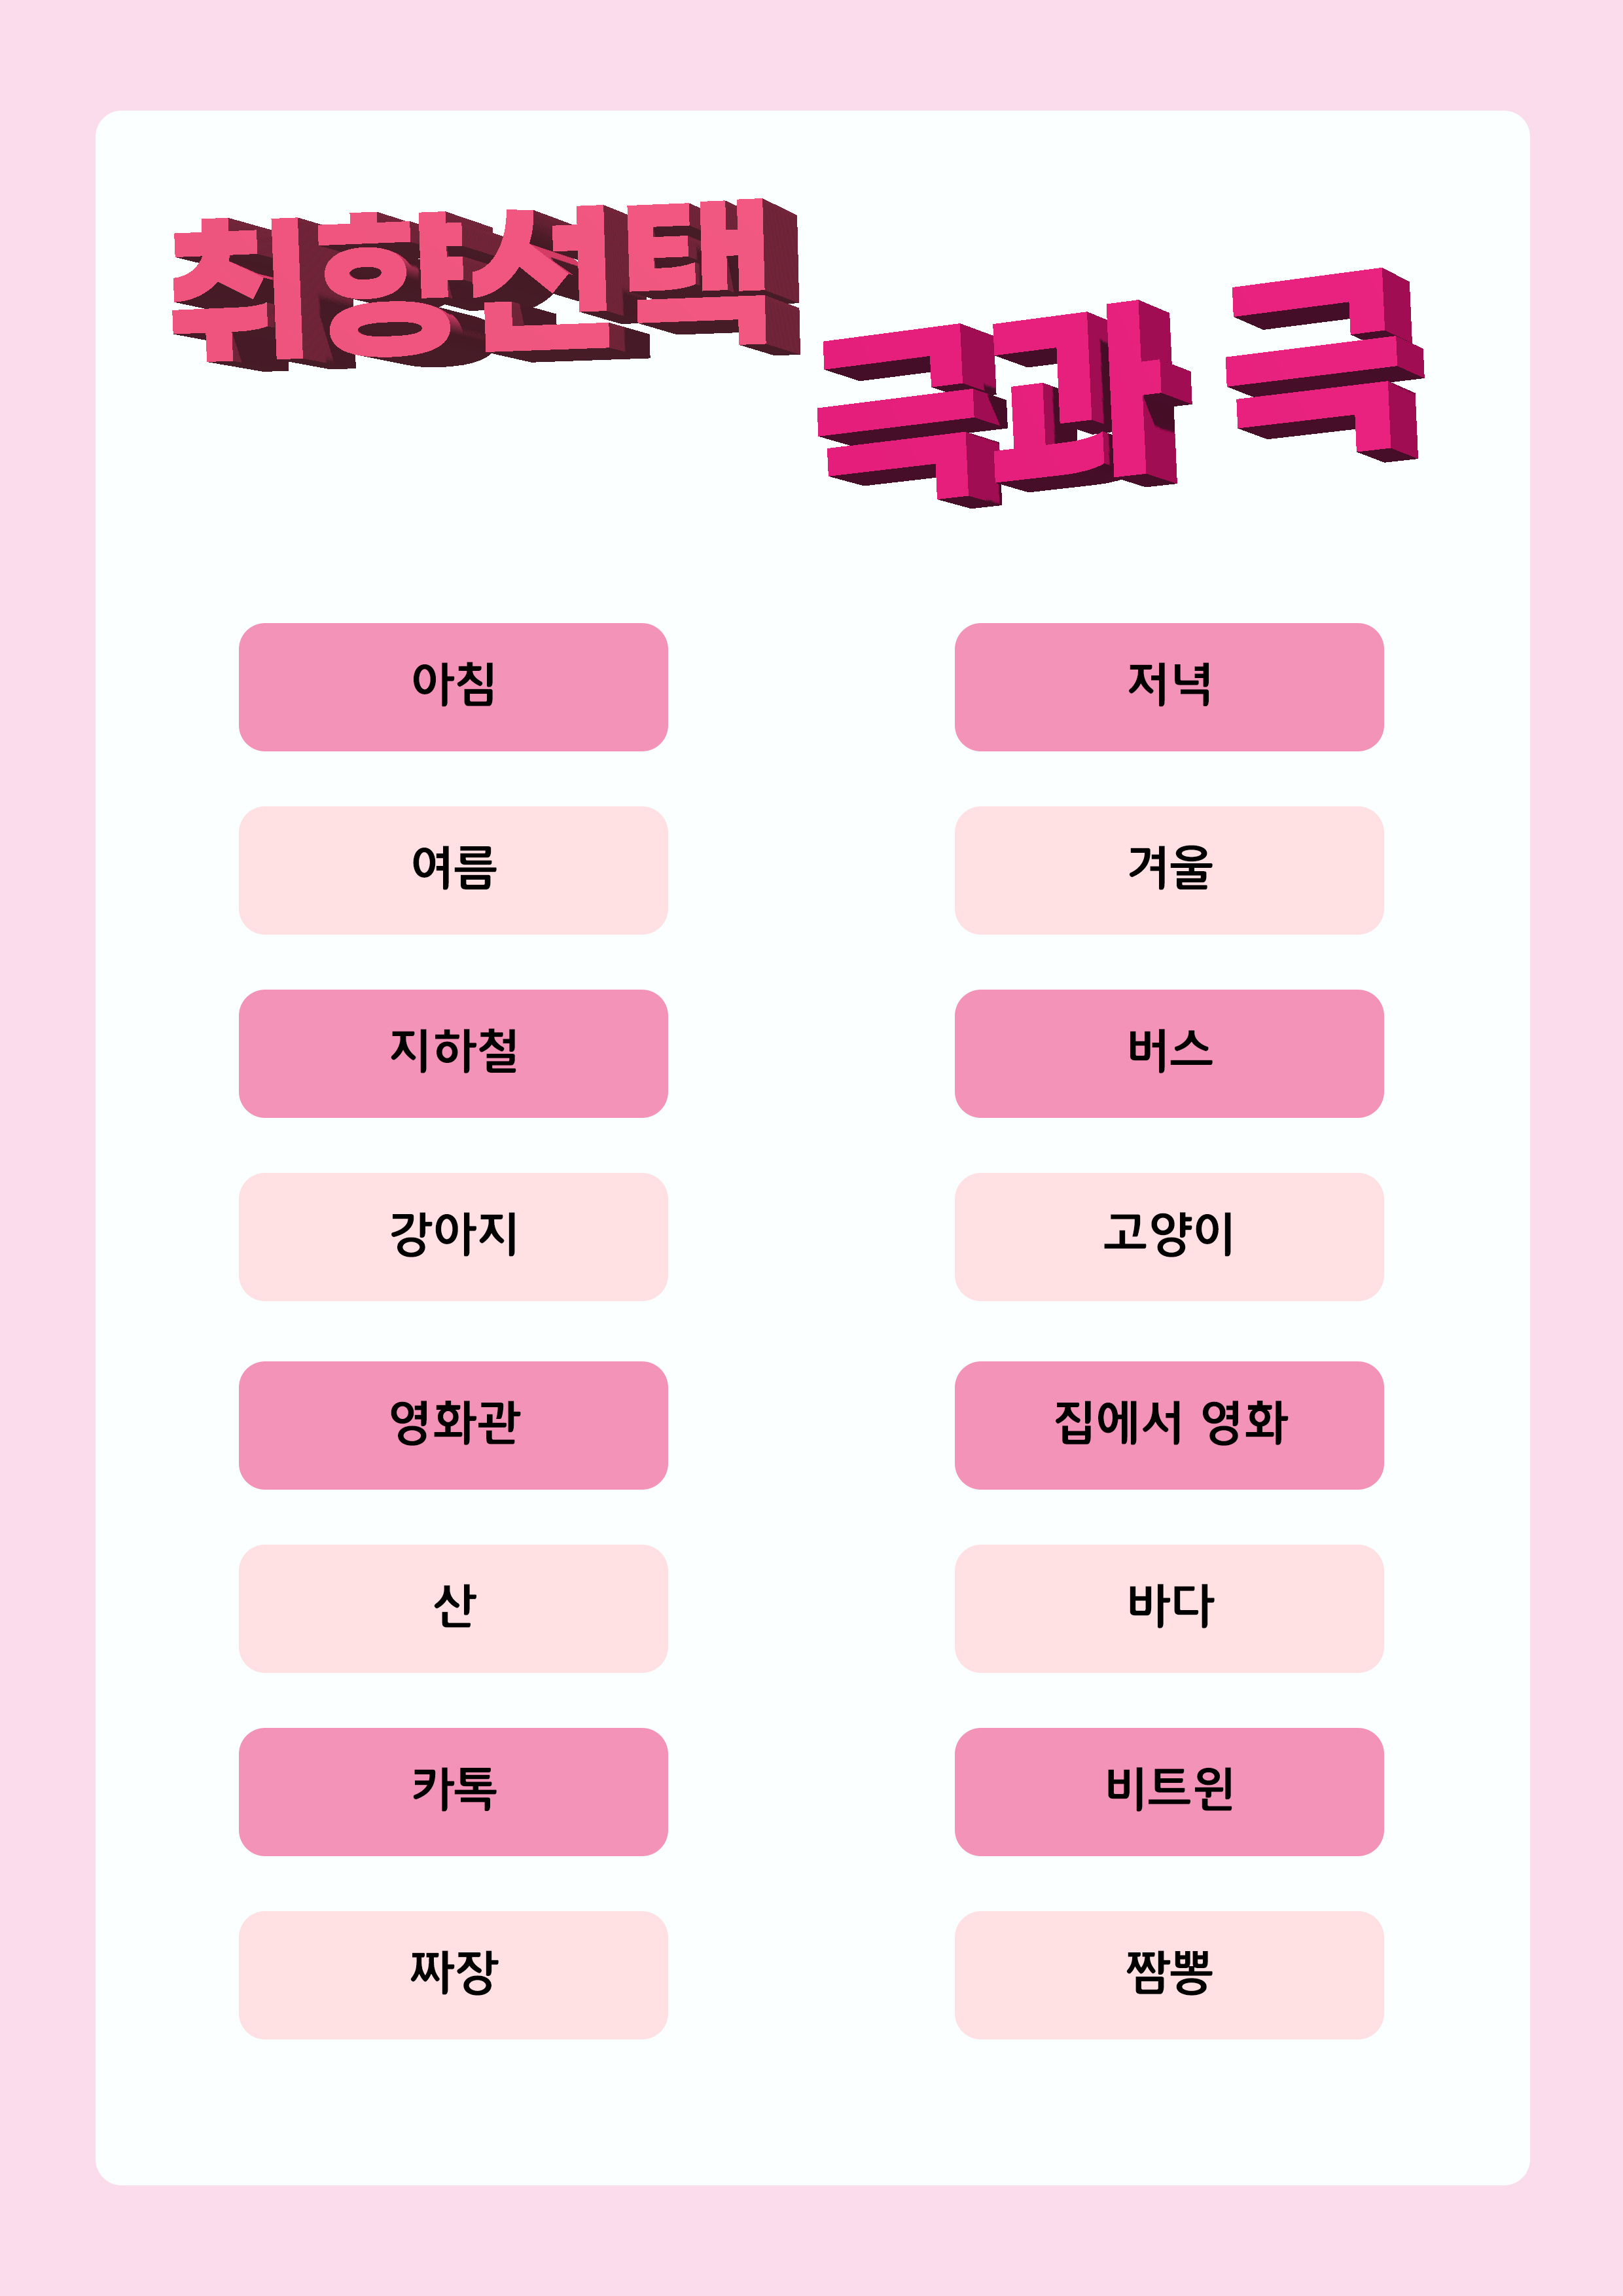 취향선택
극과 극
아침 저녁
여름 겨울
지하철 버스
강아지 고양이
영화관 집에서 영화
산 바다
카톡 비트윈
짜장 짬뽕